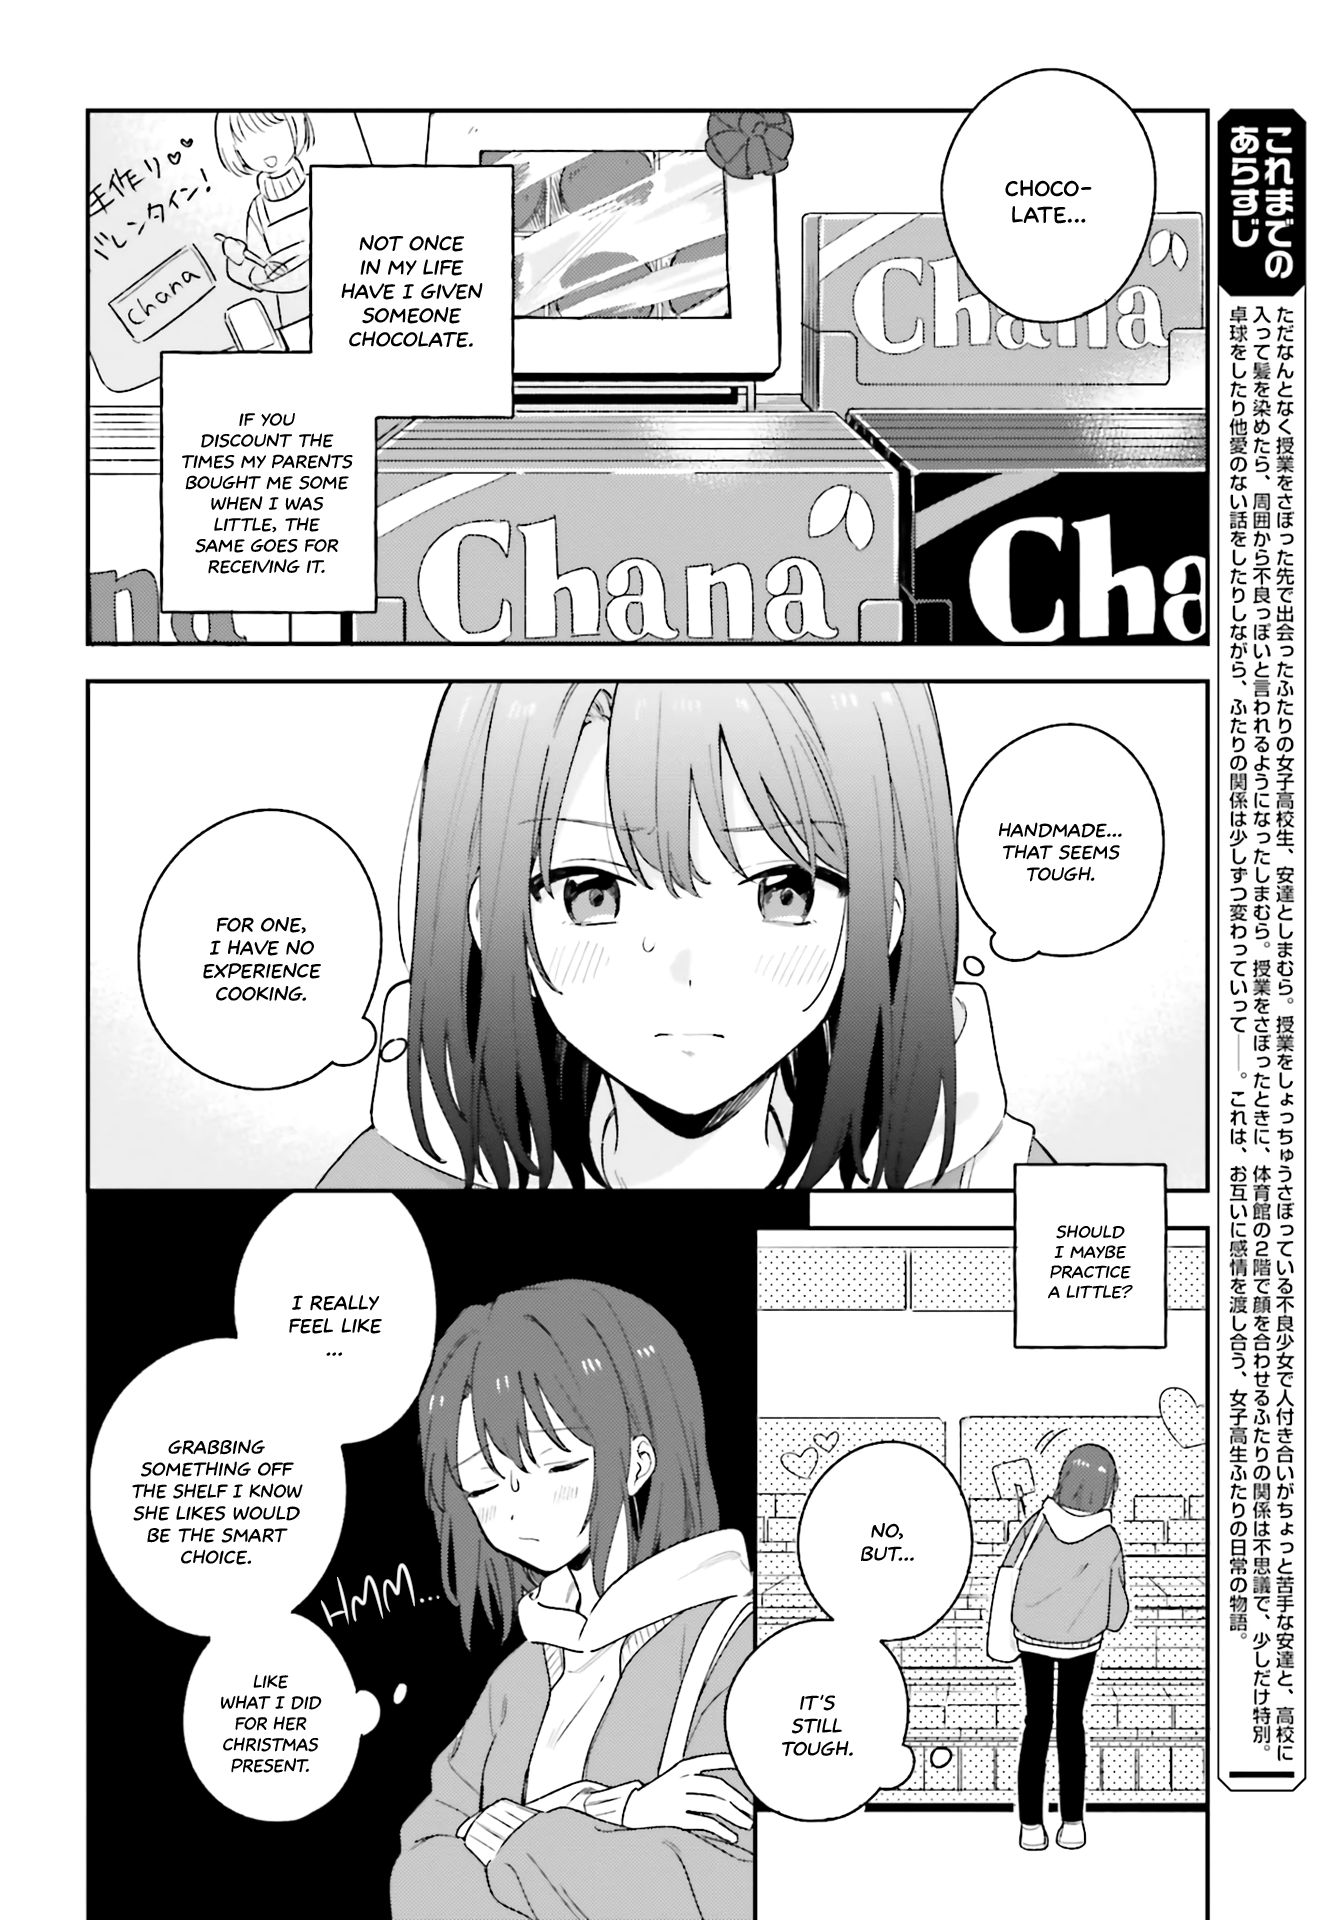 これまでの
あらすじ
ただなんとなく授業をさぼった先で出会ったふたりの女子高校生、安達としまむら。授業をしょっちゅうさぼっている不良少女で人付き合いがちょっと苦手な安達と、高校に
入って髪を染めたら、周囲から不良っぽいと言われるようになったしまむら。授業をさぼったときに、体育館の2階で顔を合わせるふたりの関係は不思議で、少しだけ特別。
卓球をしたり他愛のない話をしたりしながら、ふたりの関係は少しずつ変わっていって――。これは、お互いに感情を渡し合う、女子高生ふたりの日常の物語。
CHOCO-
LATE...
Chana
Chana
Cha
na
手作り♡♡
バレンタイン!
Chana
NOT ONCE
IN MY LIFE
HAVE I GIVEN
SOMEONE
CHOCOLATE.
IF YOU
DISCOUNT THE
TIMES MY PARENTS
BOUGHT ME SOME
WHEN I WAS
LITTLE, THE
SAME GOES FOR
RECEIVING IT.
HANDMADE...
THAT SEEMS
TOUGH.
FOR ONE,
I HAVE NO
EXPERIENCE
COOKING.
SHOULD
I MAYBE
PRACTICE
A LITTLE?
NO,
BUT...
IT'S
STILL
TOUGH.
I REALLY
FEEL LIKE
...
GRABBING
SOMETHING OFF
THE SHELF I KNOW
SHE LIKES WOULD
BE THE SMART
CHOICE.
HMM...
LIKE
WHAT I DID
FOR HER
CHRISTMAS
PRESENT.